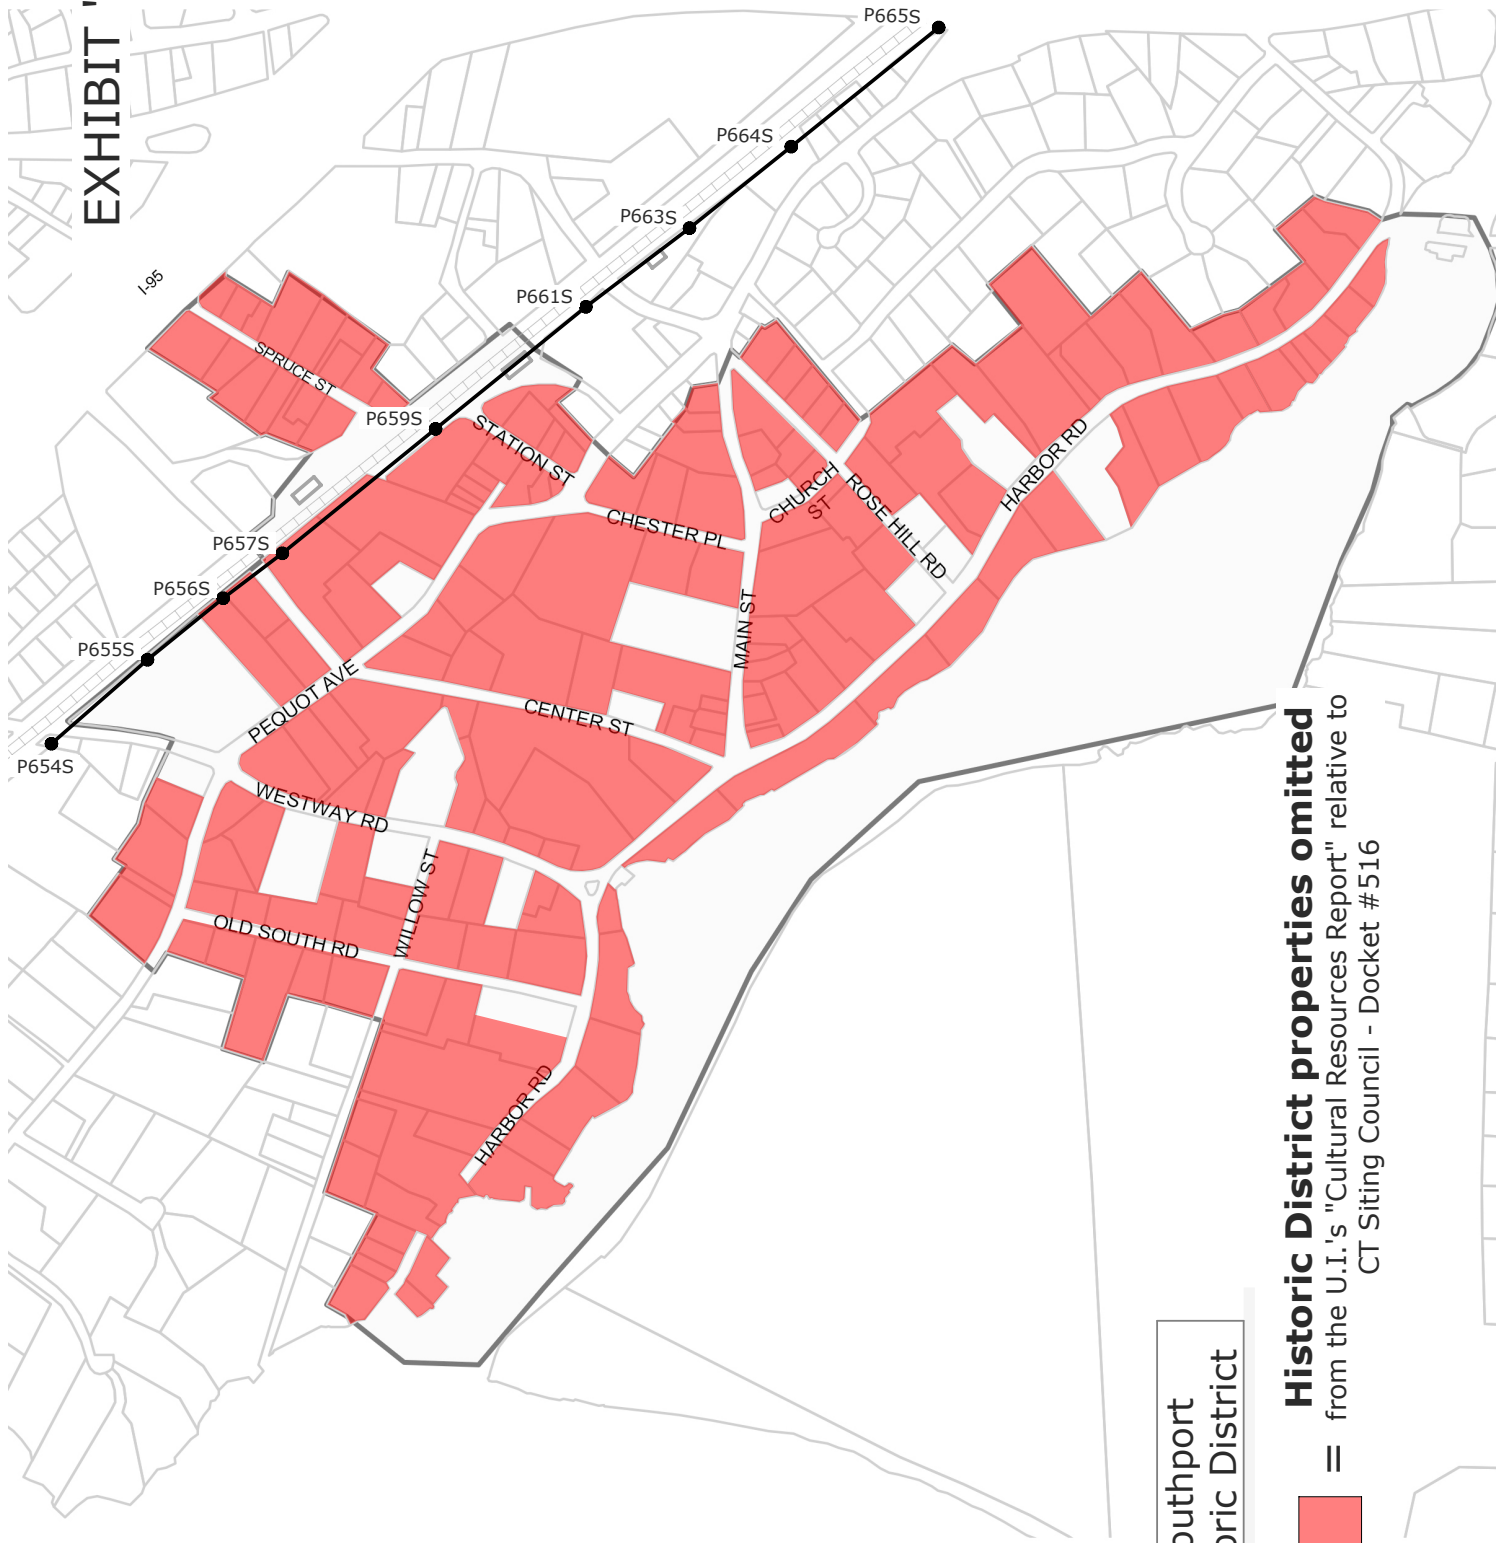 EXHIBIT "
I-95
P665S
P664S
P663S
P661S
P659S
P657S
P656S
P655S
P654S
SPRUCE ST
STATION ST
CHESTER PL
CHURCH
ST
ROSE HILL RD
HARBOR RD
MAIN ST
PEQUOT AVE
CENTER ST
WESTWAY RD
WILLOW ST
OLD SOUTH RD
HARBOR RD
outhport
oric District
= Historic District properties omitted
from the U.I.'s "Cultural Resources Report" relative to
CT Siting Council - Docket #516